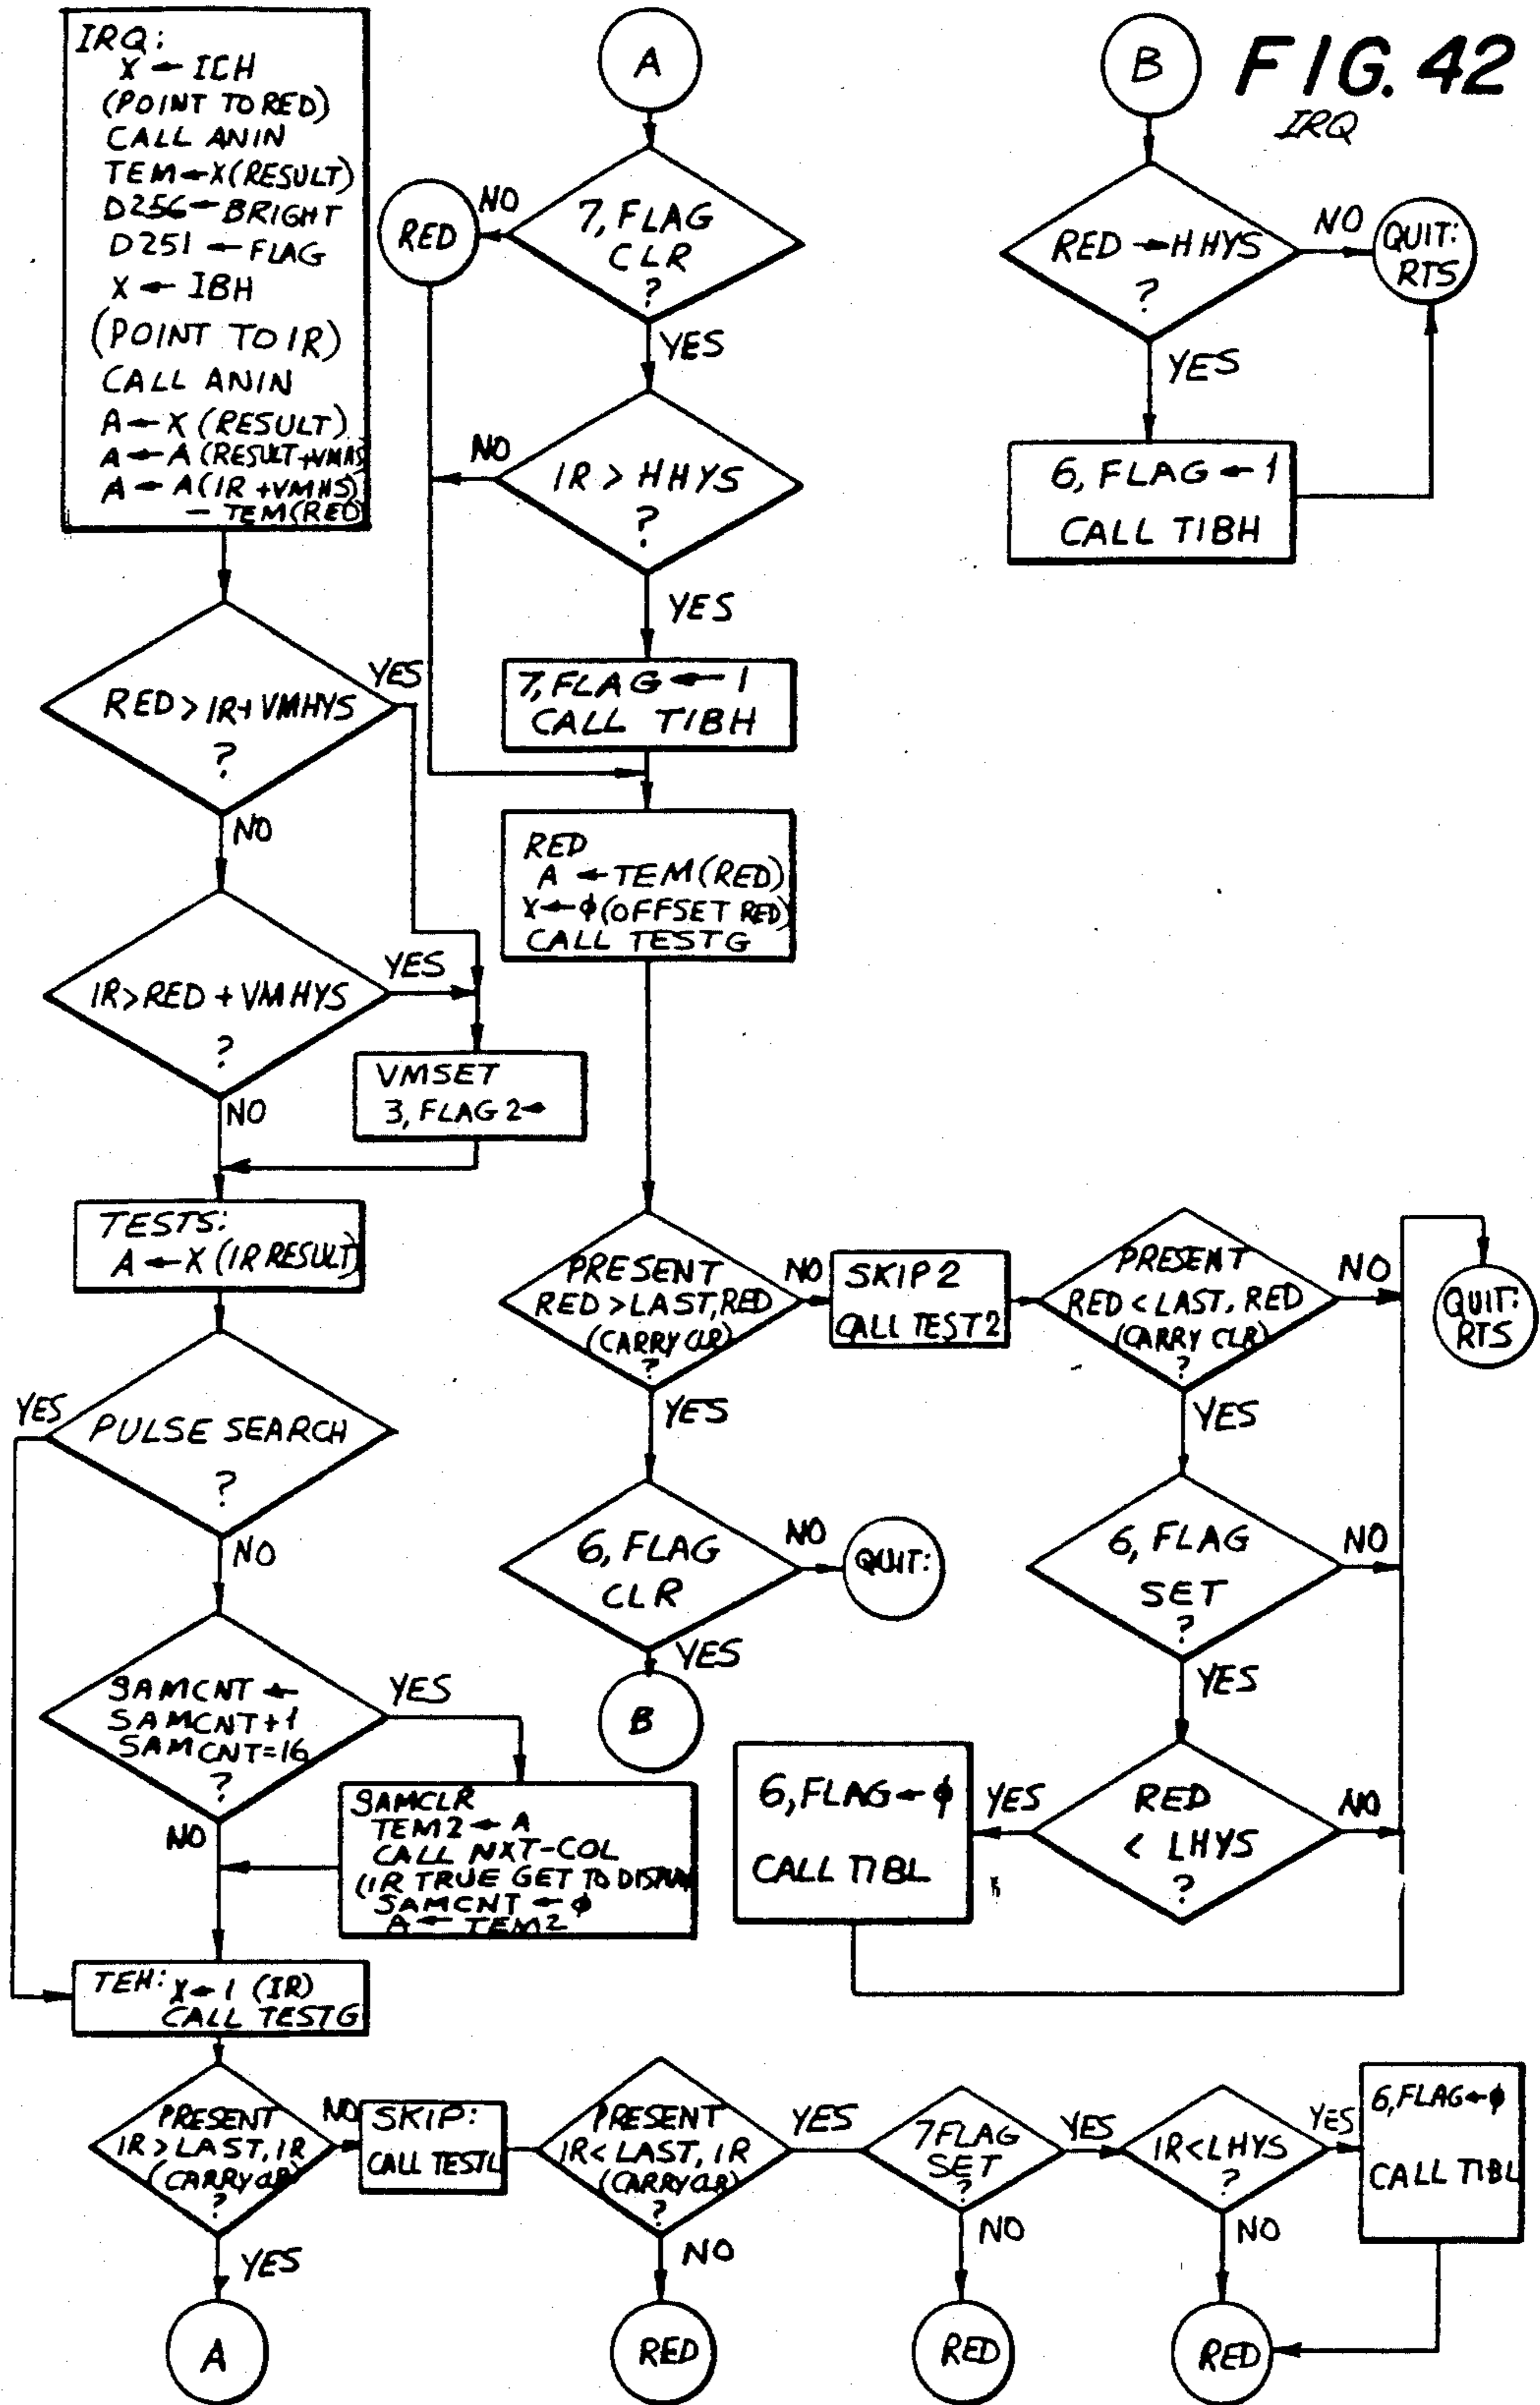 FIG. 42
IRQ
IRQ:
X ← ICH
(POINT TO RED)
CALL ANIN
TEM ← X (RESULT)
D256 ← BRIGHT
D251 ← FLAG
X ← IBH
(POINT TO IR)
CALL ANIN
A ← X (RESULT)
A ← A (RESULT+VMHS)
A ← A (IR + VMHS)
- TEM (RED)
RED > IR + VMHYS
?
YES
NO
IR > RED + VMHYS
?
YES
NO
VMSET
3, FLAG 2 ←
TESTS:
A ← X (IR RESULT)
PULSE SEARCH
?
YES
NO
SAMCNT ←
SAMCNT + 1
SAMCNT = 16
?
YES
NO
SAMCLR
TEM2 ← A
CALL NXT-COL
(IR TRUE GET TO
SAMCNT ← ϕ
A ← TEM2
TEH: X ← 1 (IR)
CALL TESTG
PRESENT
IR > LAST, IR
(CARRY CLR)
?
NO
YES
A
SKIP:
CALL TESTL
PRESENT
IR < LAST, IR
(CARRY CLR)
?
YES
NO
RED
7 FLAG
SET
?
YES
NO
RED
IR < LHYS
?
YES
NO
RED
6, FLAG ← ϕ
CALL TIBL
A
7, FLAG
CLR
?
NO
RED
YES
IR > HHYS
?
NO
YES
7, FLAG ← 1
CALL TIBH
RED
A ← TEM (RED)
X ← ϕ (OFFSET RED)
CALL TESTG
PRESENT
RED > LAST, RED
(CARRY CLR)
?
NO
YES
SKIP 2
CALL TEST 2
PRESENT
RED < LAST, RED
(CARRY CLR)
?
NO
YES
QUIT:
RTS
6, FLAG
CLR
?
NO
QUIT:
YES
B
6, FLAG
SET
?
NO
YES
RED
< LHYS
?
NO
YES
6, FLAG ← ϕ
CALL TIBL
B
RED → HHYS
?
NO
QUIT:
RTS
YES
6, FLAG ← 1
CALL TIBH